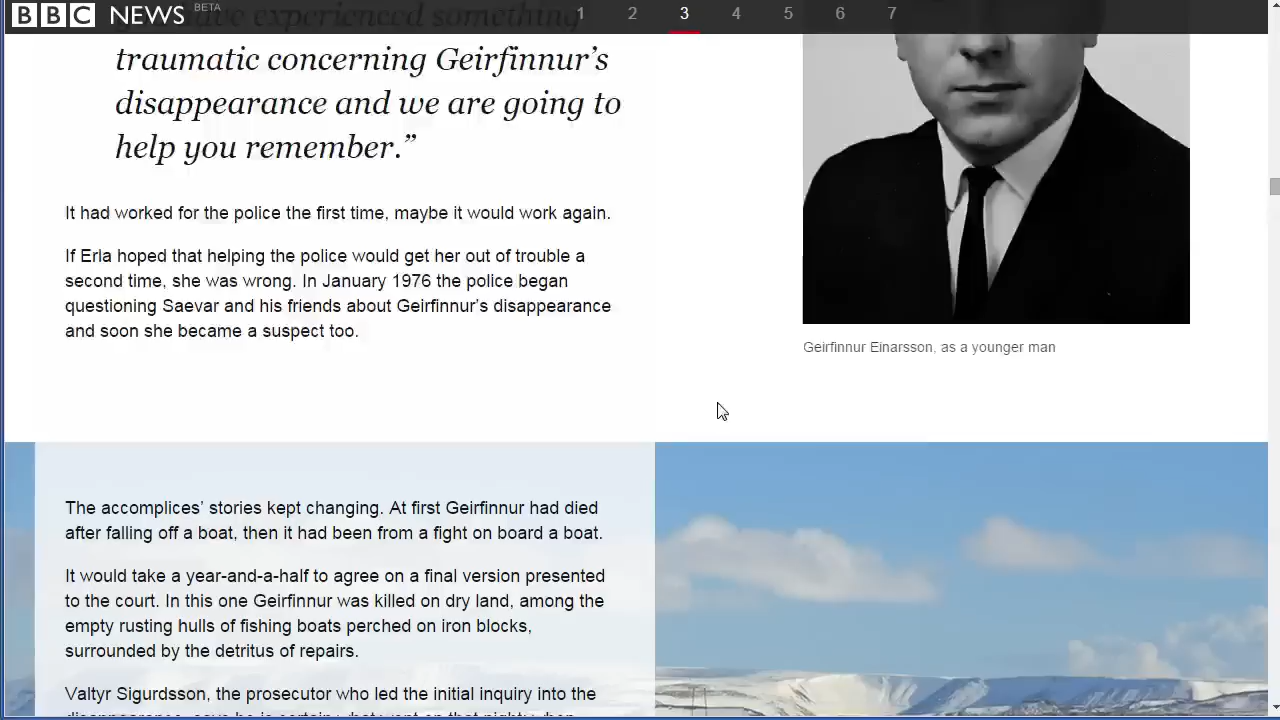 BBC NEWS BETA 1 2 3 4 5 6 7
have experienced something
traumatic concerning Geirfinnur’s
disappearance and we are going to
help you remember.”
It had worked for the police the first time, maybe it would work again.
If Erla hoped that helping the police would get her out of trouble a
second time, she was wrong. In January 1976 the police began
questioning Saevar and his friends about Geirfinnur’s disappearance
and soon she became a suspect too.
Geirfinnur Einarsson, as a younger man
The accomplices’ stories kept changing. At first Geirfinnur had died
after falling off a boat, then it had been from a fight on board a boat.
It would take a year-and-a-half to agree on a final version presented
to the court. In this one Geirfinnur was killed on dry land, among the
empty rusting hulls of fishing boats perched on iron blocks,
surrounded by the detritus of repairs.
Valtyr Sigurdsson, the prosecutor who led the initial inquiry into the